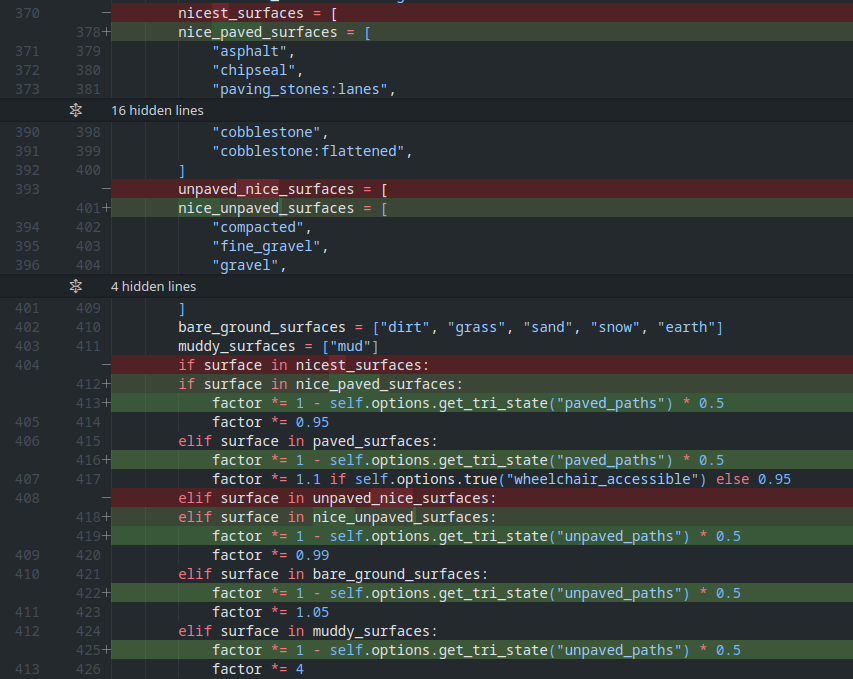 370 − nicest_surfaces = [
378+ nice_paved_surfaces = [
371 379 "asphalt",
372 380 "chipseal",
373 381 "paving_stones:lanes",
16 hidden lines
390 398 "cobblestone",
391 399 "cobblestone:flattened",
392 400 ]
393 − unpaved_nice_surfaces = [
401+ nice_unpaved_surfaces = [
394 402 "compacted",
395 403 "fine_gravel",
396 404 "gravel",
4 hidden lines
401 409 ]
402 410 bare_ground_surfaces = ["dirt", "grass", "sand", "snow", "earth"]
403 411 muddy_surfaces = ["mud"]
404 − if surface in nicest_surfaces:
412+ if surface in nice_paved_surfaces:
413+ factor *= 1 - self.options.get_tri_state("paved_paths") * 0.5
405 414 factor *= 0.95
406 415 elif surface in paved_surfaces:
416+ factor *= 1 - self.options.get_tri_state("paved_paths") * 0.5
407 417 factor *= 1.1 if self.options.true("wheelchair_accessible") else 0.95
408 − elif surface in unpaved_nice_surfaces:
418+ elif surface in nice_unpaved_surfaces:
419+ factor *= 1 - self.options.get_tri_state("unpaved_paths") * 0.5
409 420 factor *= 0.99
410 421 elif surface in bare_ground_surfaces:
422+ factor *= 1 - self.options.get_tri_state("unpaved_paths") * 0.5
411 423 factor *= 1.05
412 424 elif surface in muddy_surfaces:
425+ factor *= 1 - self.options.get_tri_state("unpaved_paths") * 0.5
413 426 factor *= 4